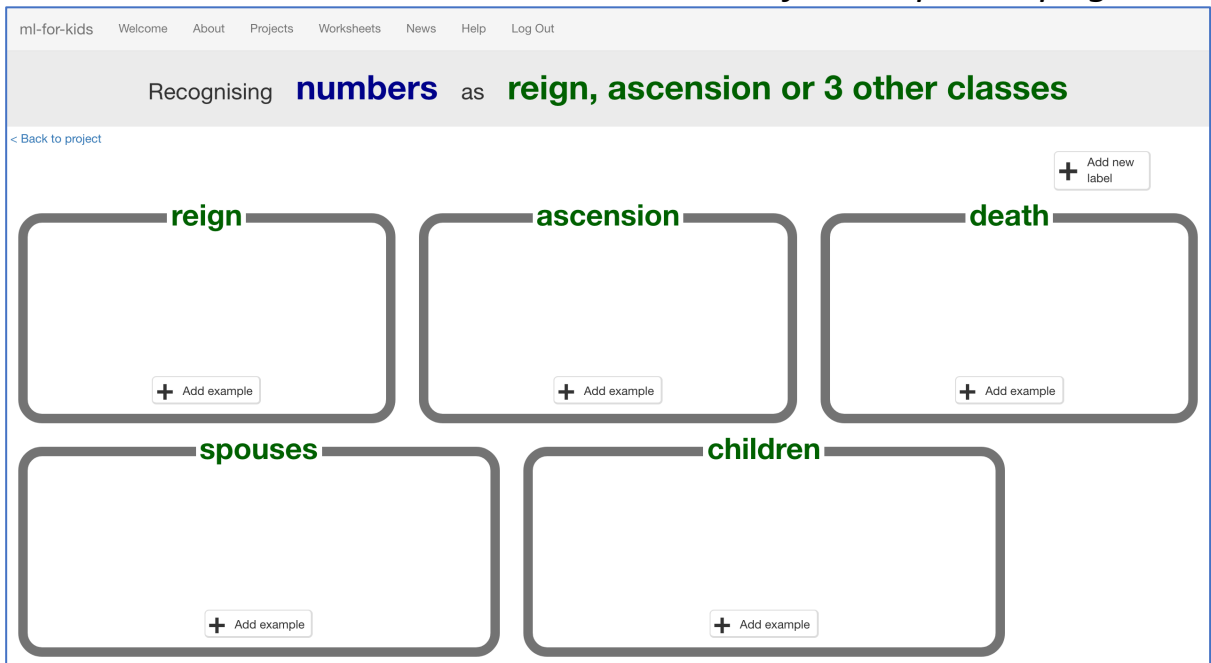 ml-for-kids Welcome About Projects Worksheets News Help Log Out
Recognising numbers as reign, ascension or 3 other classes
< Back to project
Add new
label
reign ascension death
Add example Add example Add example
spouses children
Add example Add example